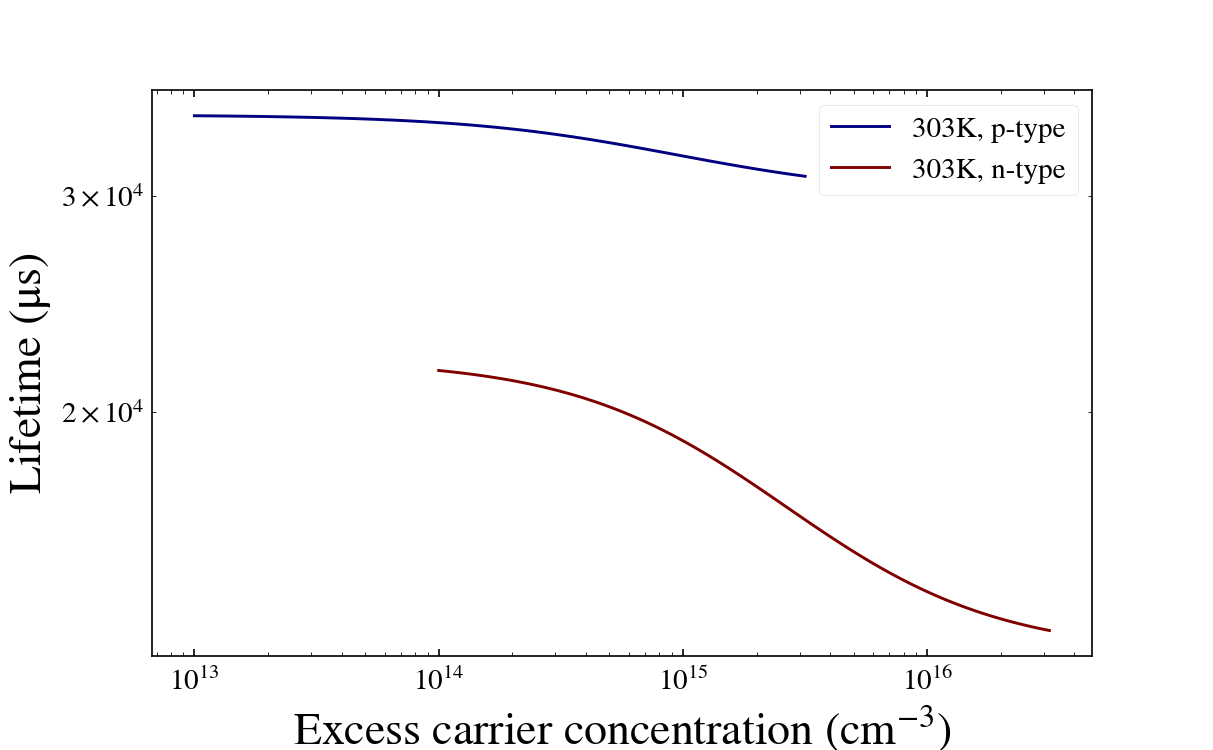 303K, p-type
303K, n-type
3×10⁴
2×10⁴
Lifetime (μs)
10¹³ 10¹⁴ 10¹⁵ 10¹⁶
Excess carrier concentration (cm⁻³)